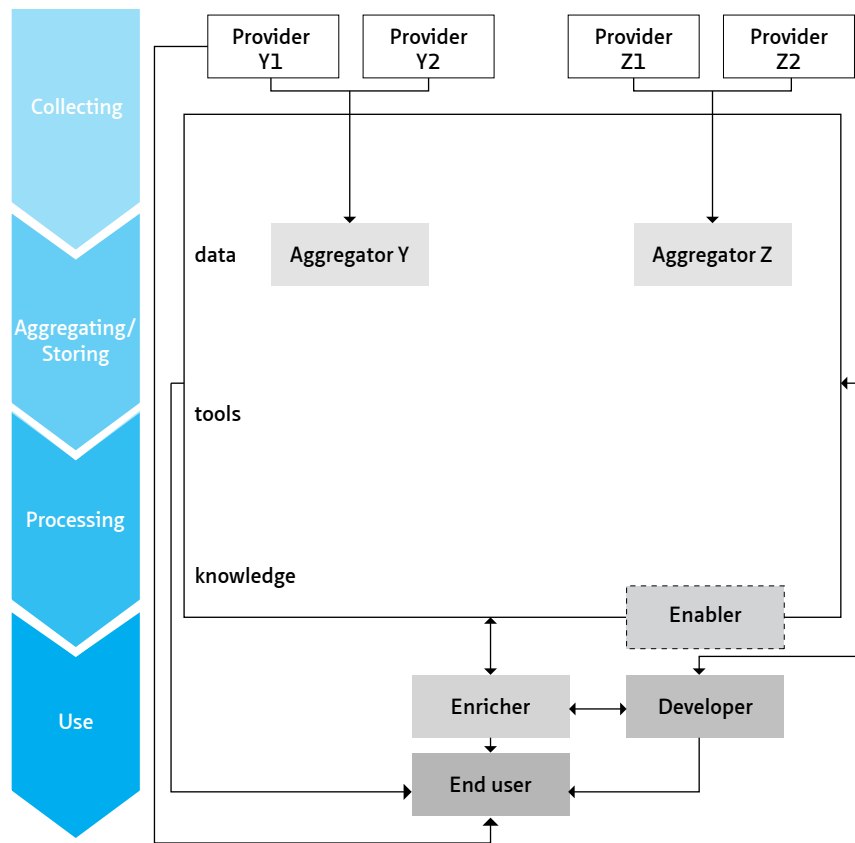 Provider
Y1
Provider
Y2
Provider
Z1
Provider
Z2
Collecting
data
Aggregator Y
Aggregator Z
Aggregating/
Storing
tools
Processing
knowledge
Enabler
Enricher
Developer
Use
End user